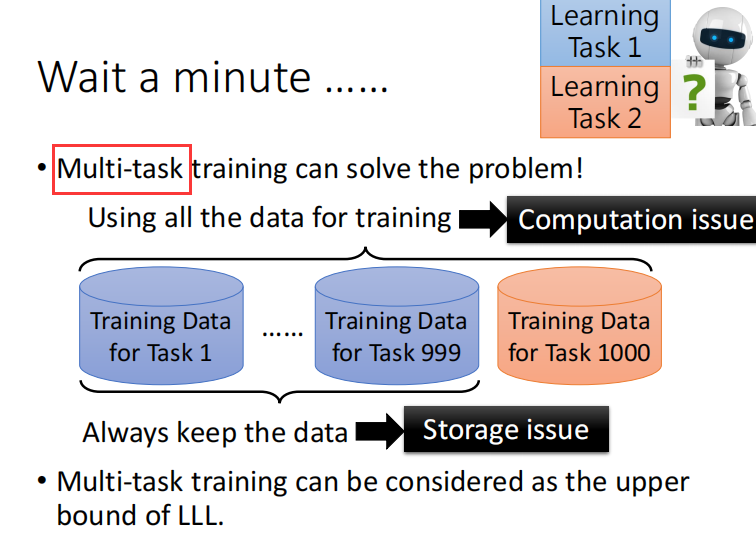 Learning
Task 1
Wait a minute ……
Learning
Task 2
?
• Multi-task training can solve the problem!
Using all the data for training
Computation issue
Training Data
for Task 1
……
Training Data
for Task 999
Training Data
for Task 1000
Always keep the data
Storage issue
• Multi-task training can be considered as the upper
bound of LLL.